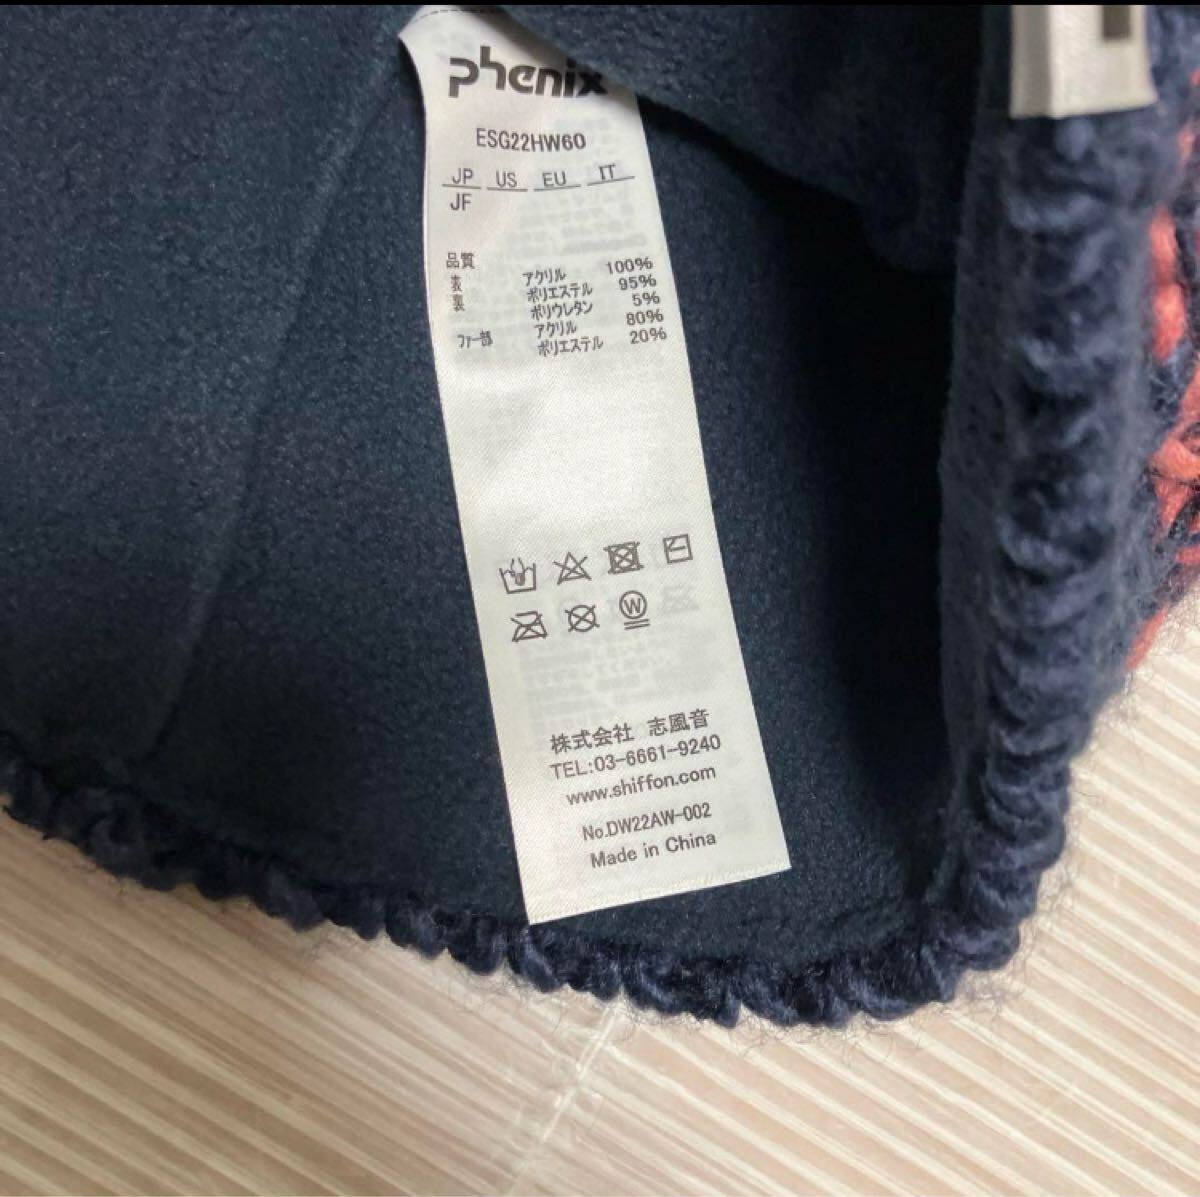 phenix
ESG22HW60
JP US EU IT
JF
品質
表 アクリル 100%
裏 ポリエステル 95%
ポリウレタン 5%
ファー部 アクリル 80%
ポリエステル 20%
W
株式会社 志風音
TEL:03-6661-9240
www.shiffon.com
No.DW22AW-002
Made in China